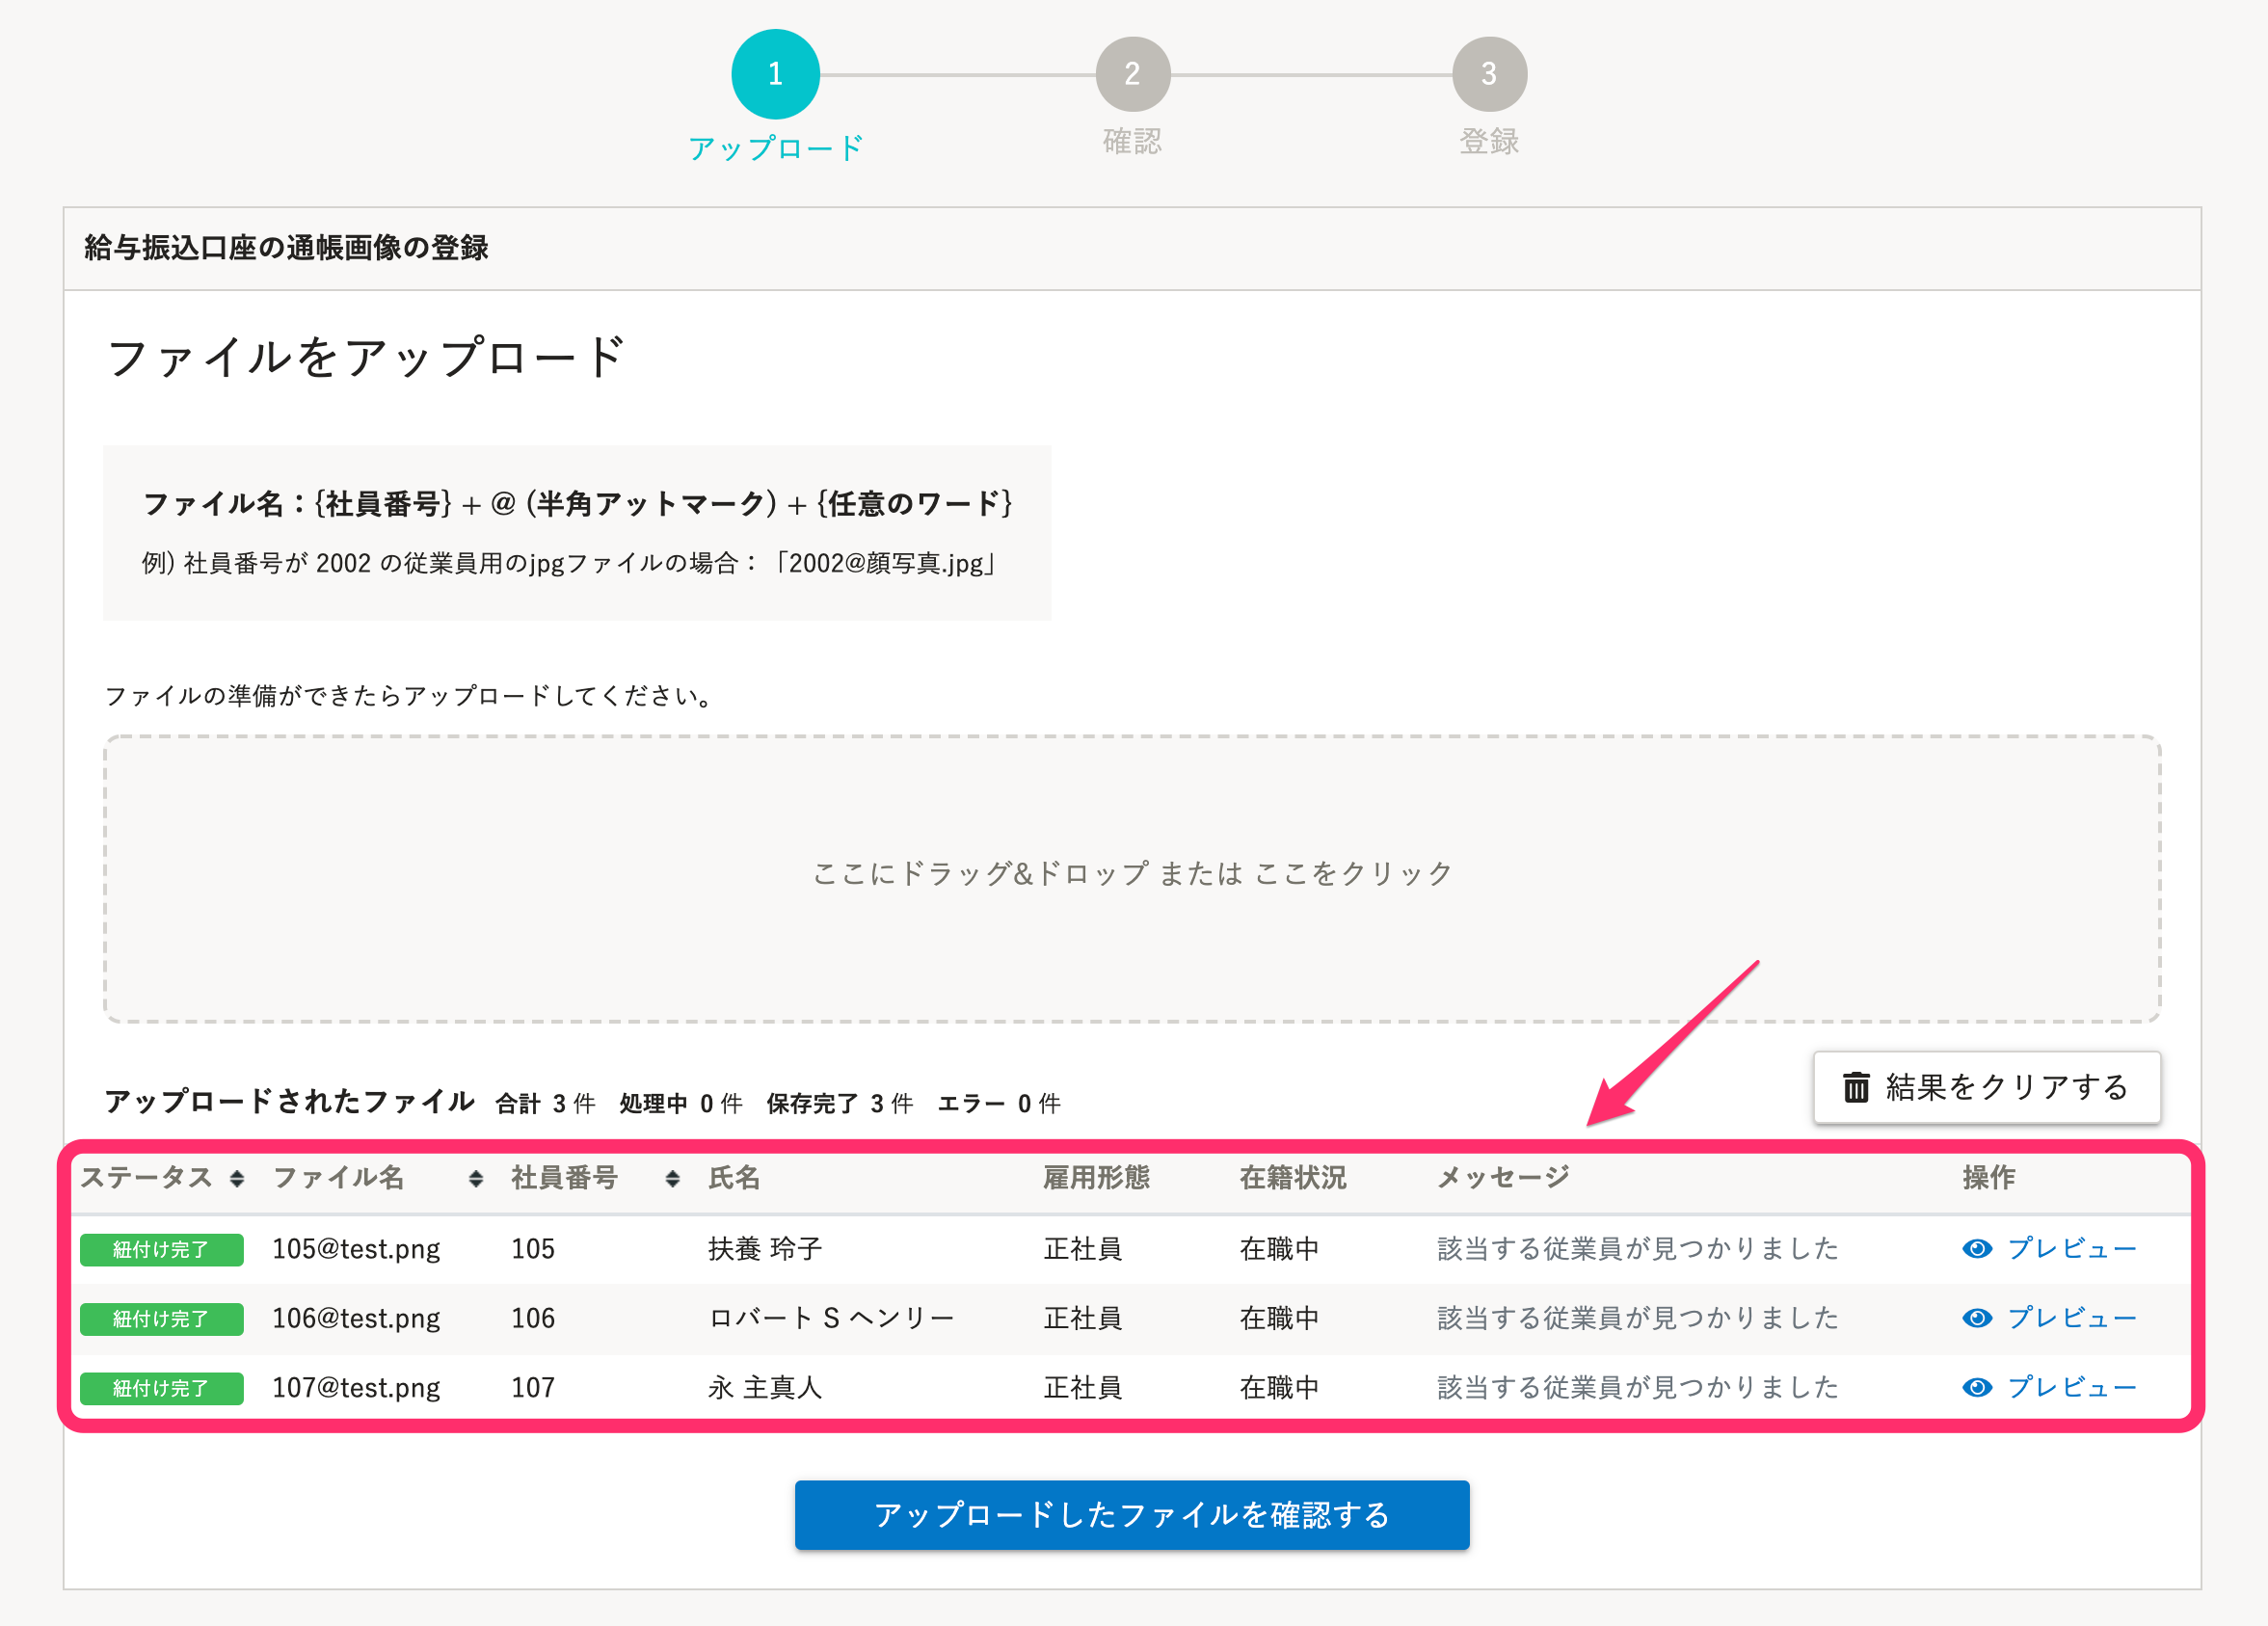 1
2
3
アップロード
確認
登録
給与振込口座の通帳画像の登録
ファイルをアップロード
ファイル名：{社員番号} + @ (半角アットマーク) + {任意のワード}
例) 社員番号が 2002 の従業員用のjpgファイルの場合：「2002@顔写真.jpg」
ファイルの準備ができたらアップロードしてください。
ここにドラッグ&ドロップ または ここをクリック
アップロードされたファイル 合計 3 件 処理中 0 件 保存完了 3 件 エラー 0 件
結果をクリアする
ステータス ファイル名 社員番号 氏名 雇用形態 在籍状況 メッセージ 操作
紐付け完了 105@test.png 105 扶養 玲子 正社員 在職中 該当する従業員が見つかりました プレビュー
紐付け完了 106@test.png 106 ロバート S ヘンリー 正社員 在職中 該当する従業員が見つかりました プレビュー
紐付け完了 107@test.png 107 永 主真人 正社員 在職中 該当する従業員が見つかりました プレビュー
アップロードしたファイルを確認する